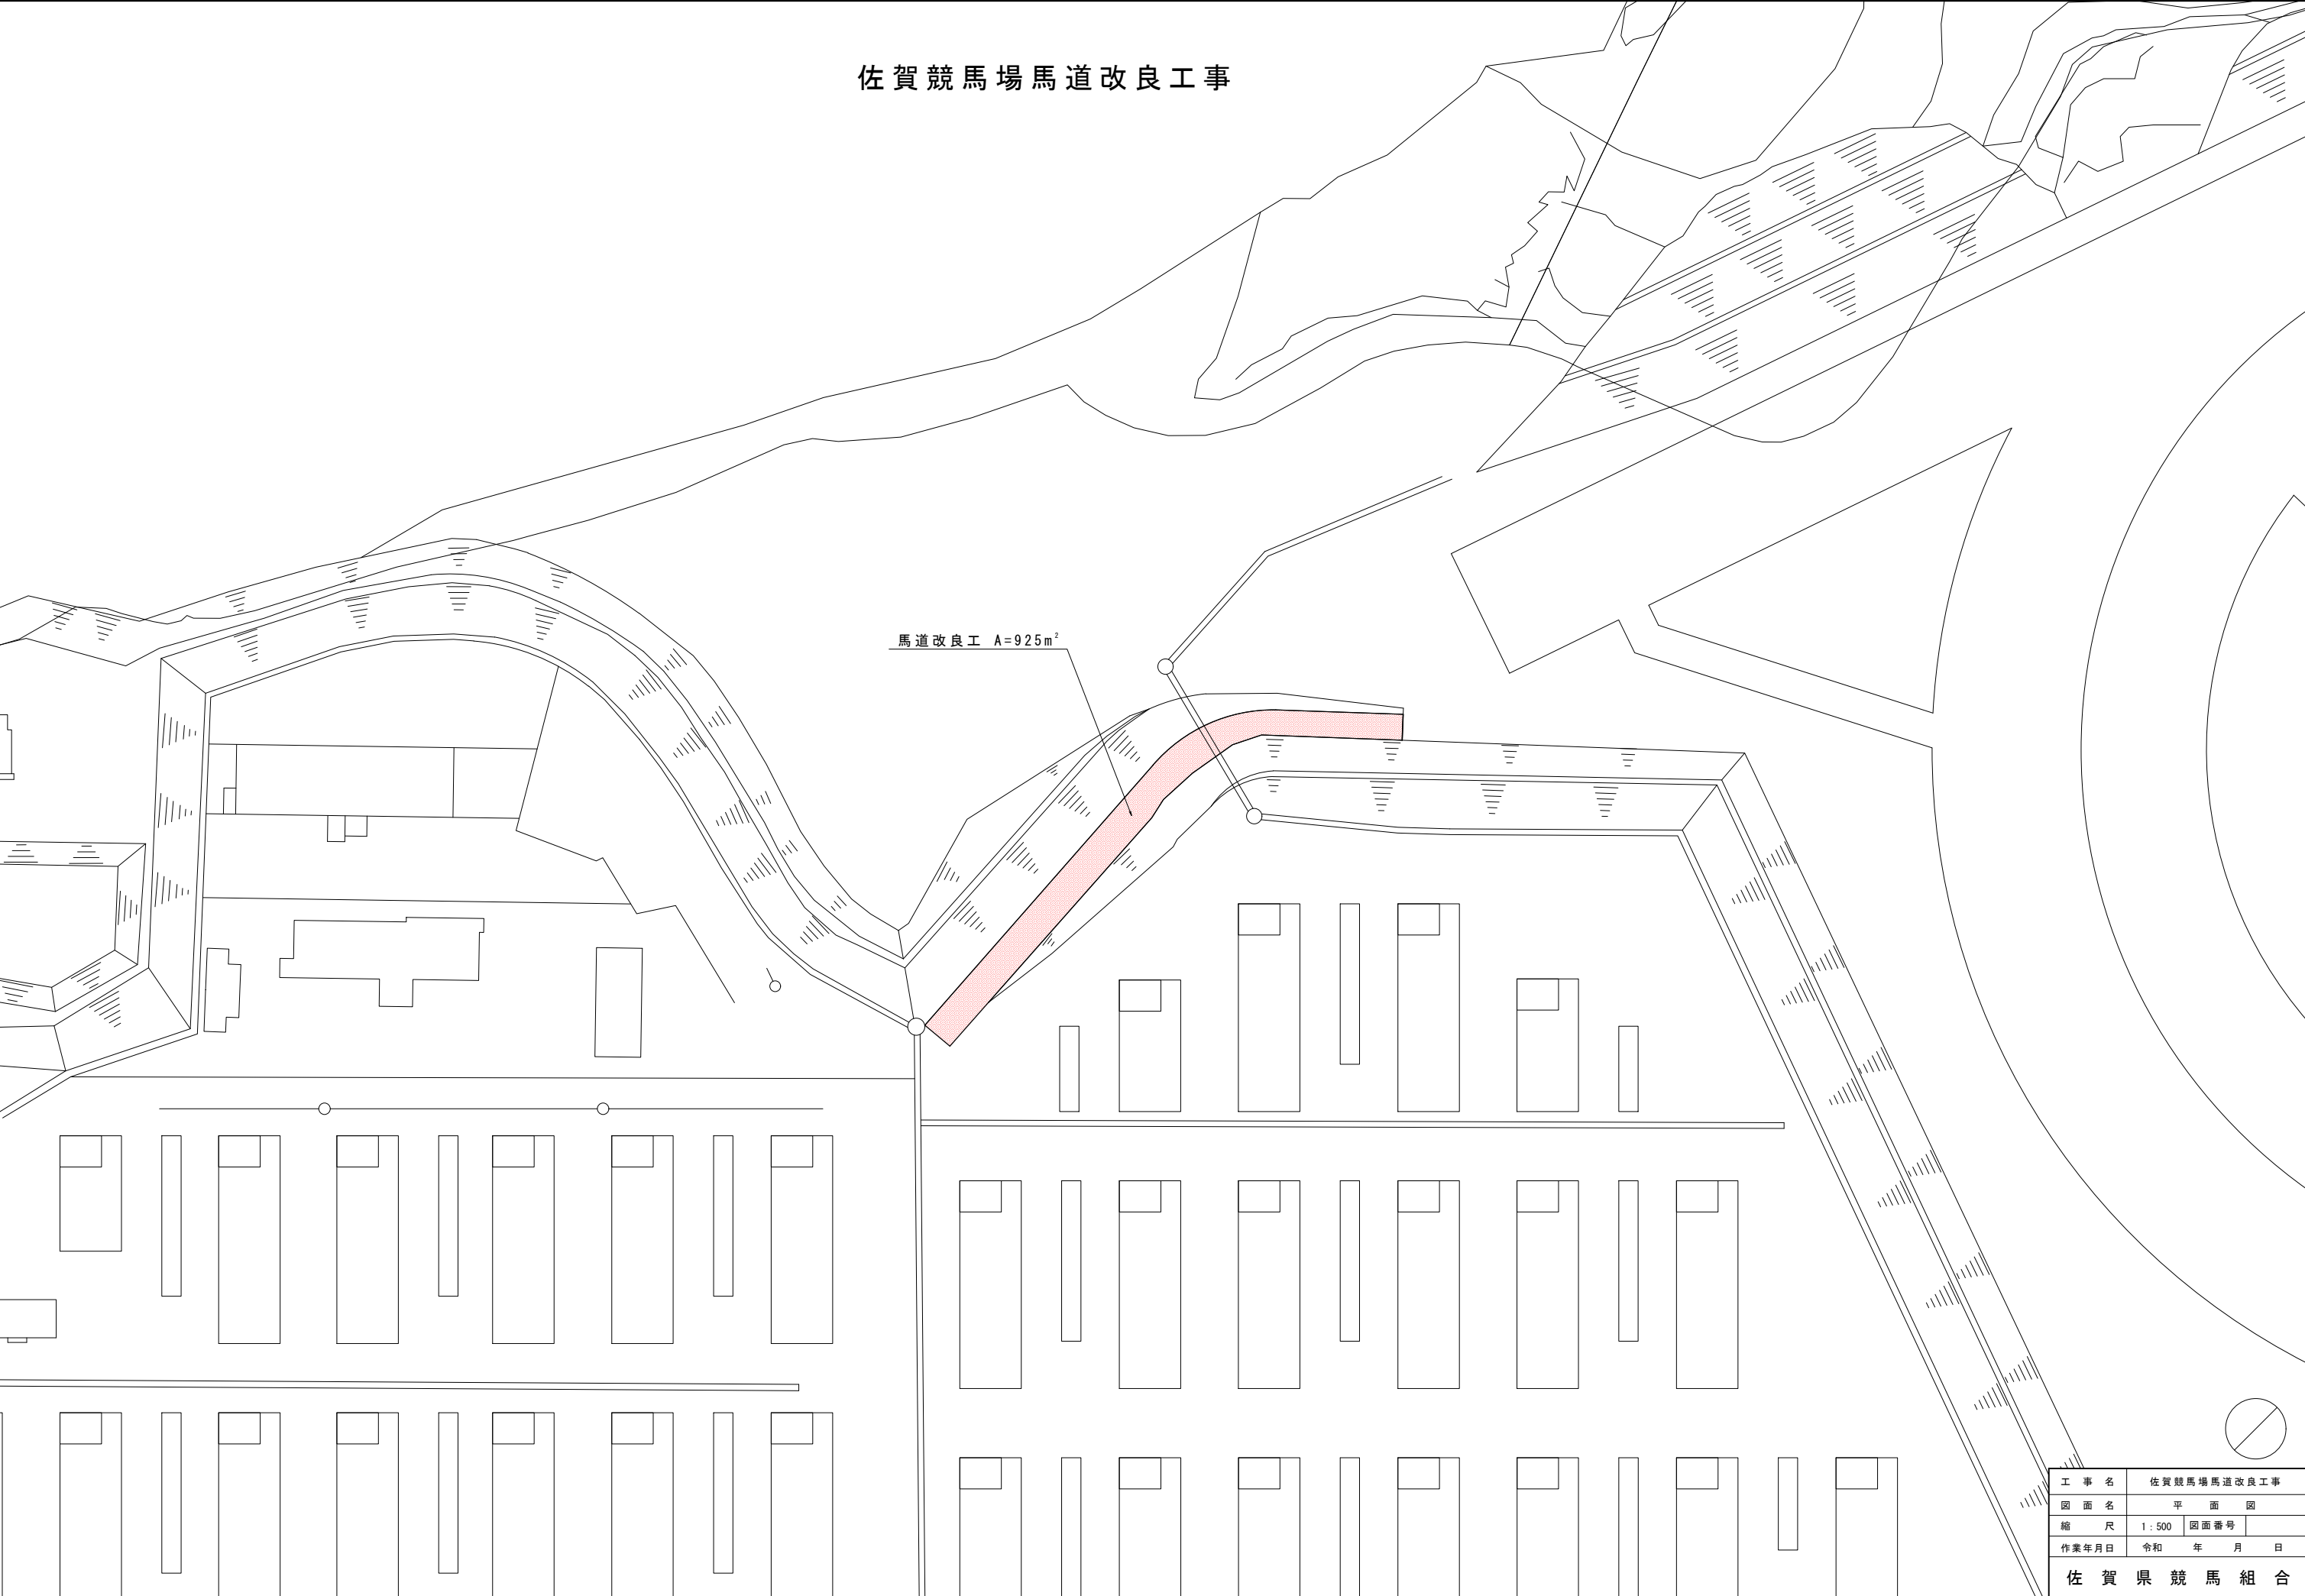 佐賀競馬場馬道改良工事
馬道改良工 A=925m²
工事名 佐賀競馬場馬道改良工事
図面名 平面図
縮尺 1:500 図面番号
作業年月日 令和 年 月 日
佐賀県競馬組合